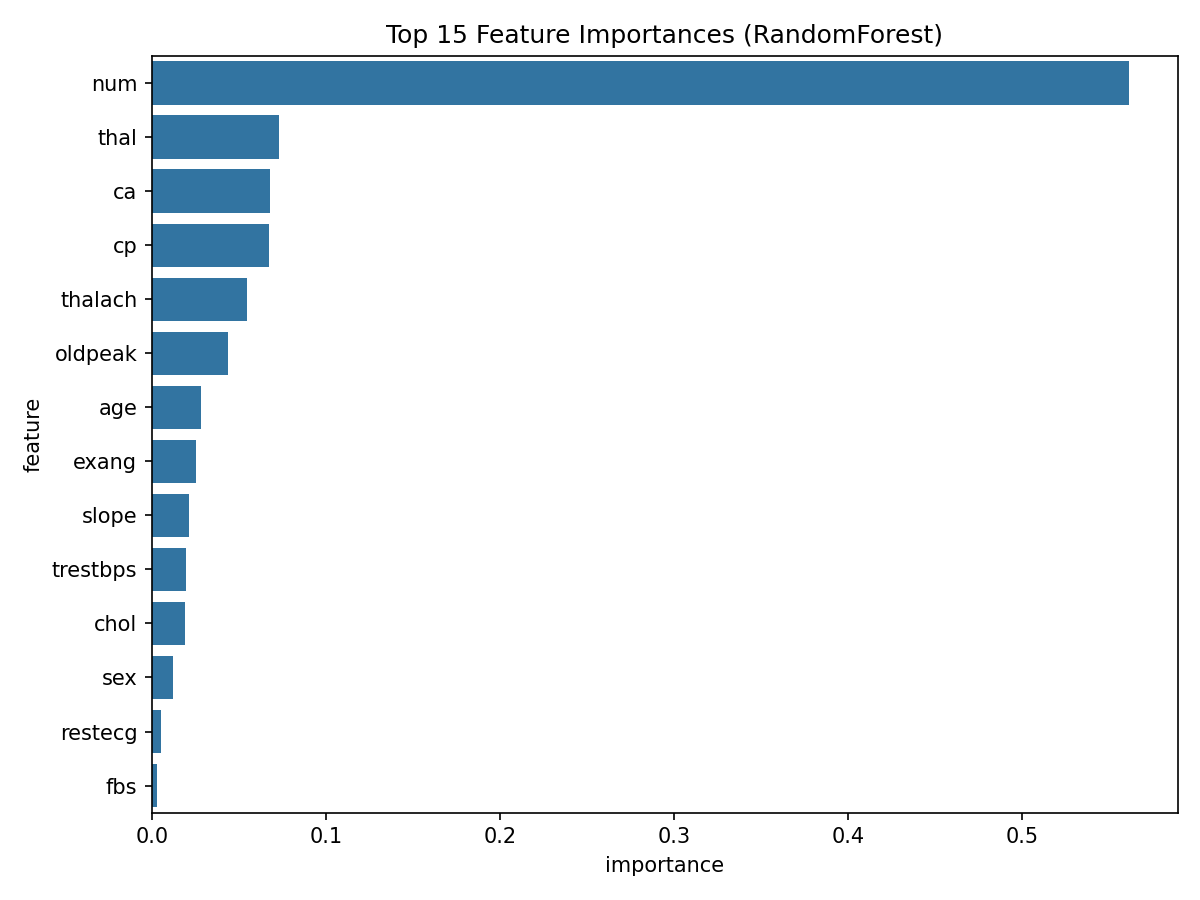 Top 15 Feature Importances (RandomForest)
num
thal
ca
cp
thalach
oldpeak
age
exang
slope
trestbps
chol
sex
restecg
fbs
feature
0.0 0.1 0.2 0.3 0.4 0.5
importance